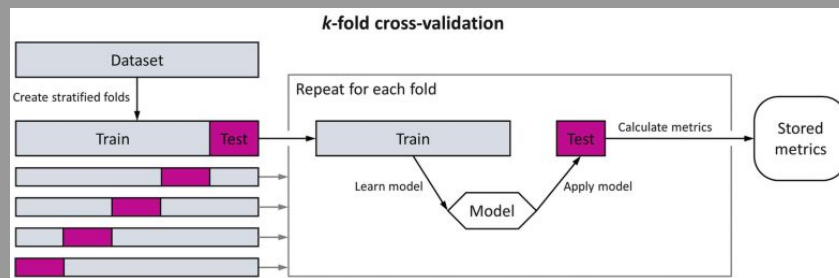 k-fold cross-validation
Dataset
Create stratified folds
Repeat for each fold
Train
Test
Train
Test
Calculate metrics
Stored
metrics
Learn model
Model
Apply model